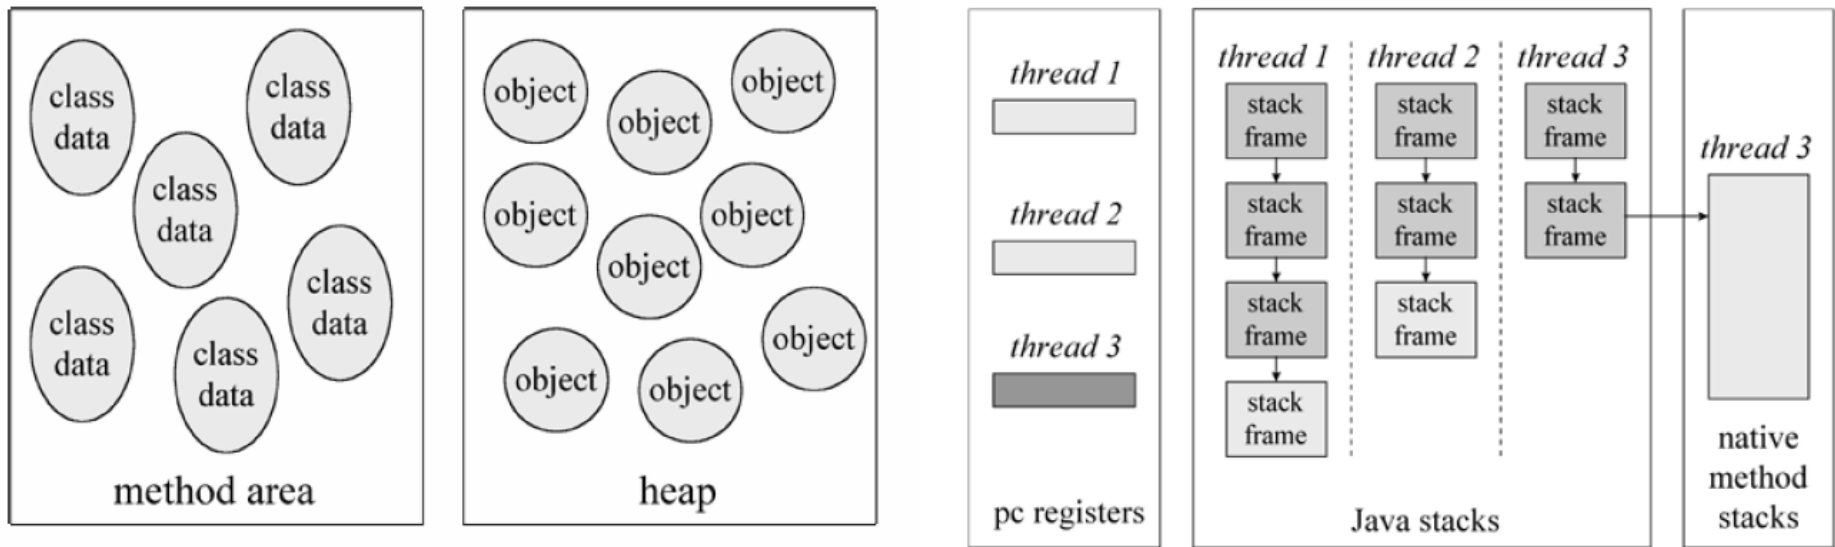 class
data
class
data
class
data
class
data
class
data
class
data
method area
object
object
object
object
object
object
object
object
object
heap
thread 1
thread 2
thread 3
pc registers
thread 1
stack
frame
stack
frame
stack
frame
stack
frame
thread 2
stack
frame
stack
frame
stack
frame
thread 3
stack
frame
stack
frame
Java stacks
thread 3
native
method
stacks